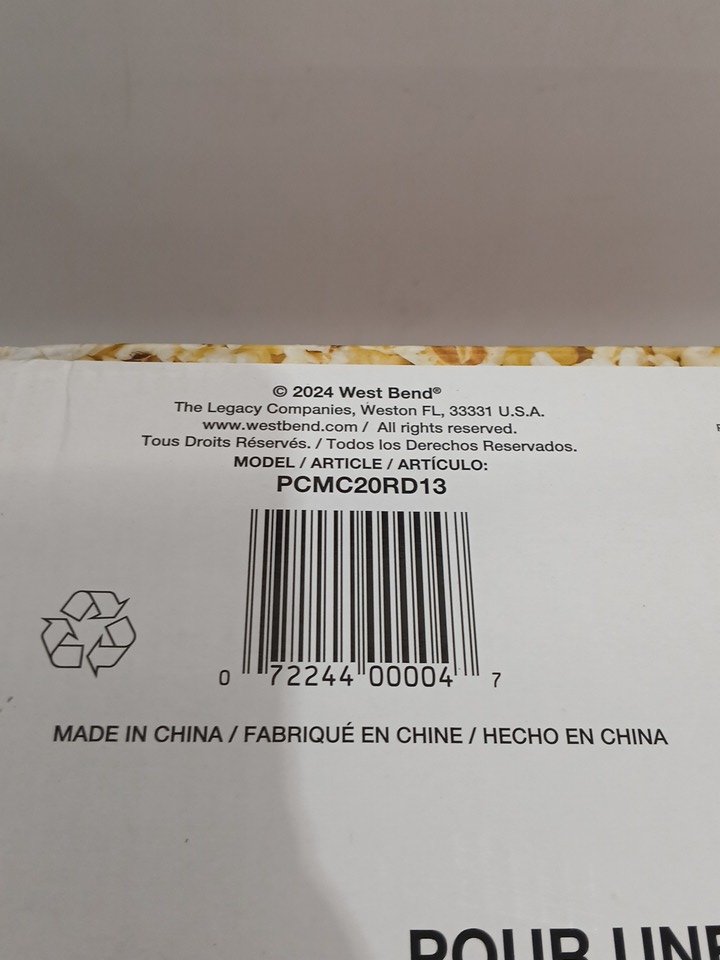 © 2024 West Bend®
The Legacy Companies, Weston FL, 33331 U.S.A.
www.westbend.com / All rights reserved.
Tous Droits Réservés. / Todos los Derechos Reservados.
MODEL / ARTICLE / ARTÍCULO:
PCMC20RD13
0 72244 00004 7
MADE IN CHINA / FABRIQUÉ EN CHINE / HECHO EN CHINA
POUR UNE